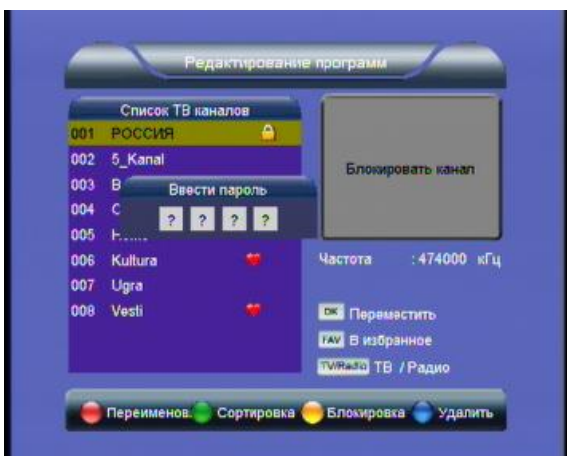 Редактирование программ
Список ТВ каналов
001 РОССИЯ
002 5_Kanal
003 В
004
005
006 Kultura
007 Ugra
008 Vesti
Ввести пароль
? ? ? ?
Блокировать канал
Частота :474000 кГц
OK Переместить
FAV В избранное
TV/Radio ТВ / Радио
Переименов. Сортировка Блокировка Удалить